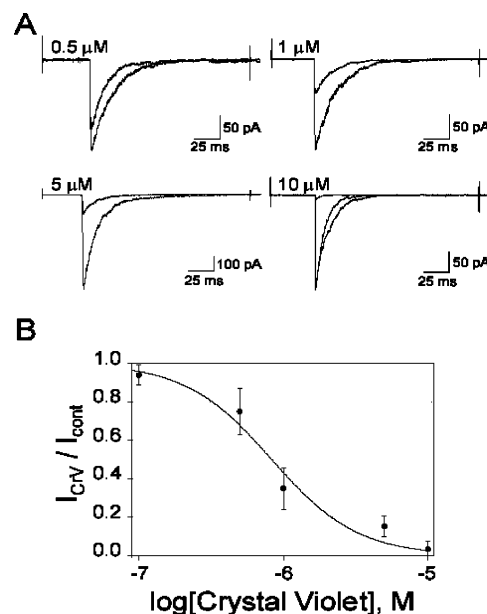 A
0.5 µM
1 µM
50 pA
25 ms
50 pA
25 ms
5 µM
10 µM
100 pA
25 ms
50 pA
25 ms
B
1.0
0.8
0.6
0.4
0.2
0.0
I_CrV / I_cont
-7
-6
-5
log[Crystal Violet], M